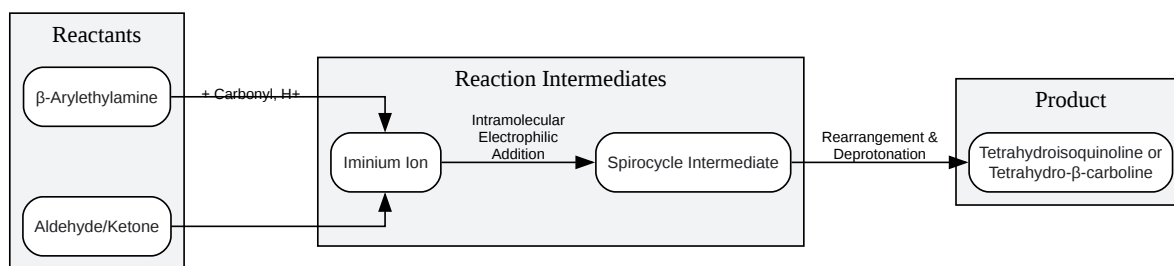 Reactants
β-Arylethylamine
+ Carbonyl, H+
Aldehyde/Ketone
Reaction Intermediates
Iminium Ion
Intramolecular
Electrophilic
Addition
Spirocycle Intermediate
Rearrangement &
Deprotonation
Product
Tetrahydroisoquinoline or
Tetrahydro-β-carboline